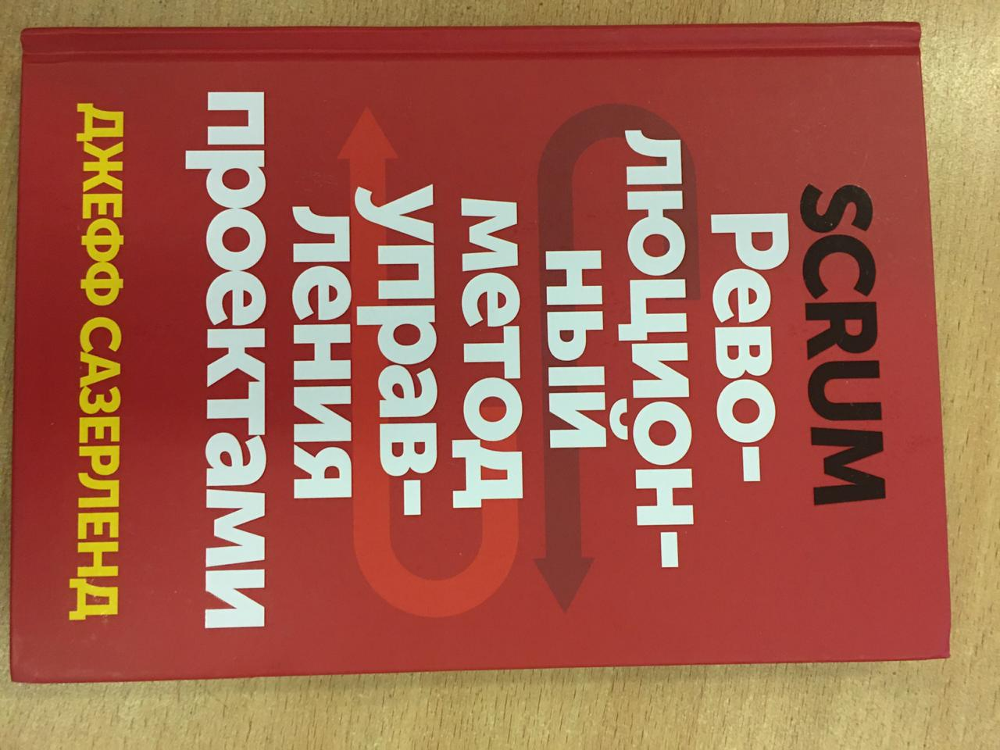 SCRUM
Рево-
люцион-
ный
метод
управ-
ления
проектами
ДЖЕФФ САЗЕРЛЕНД